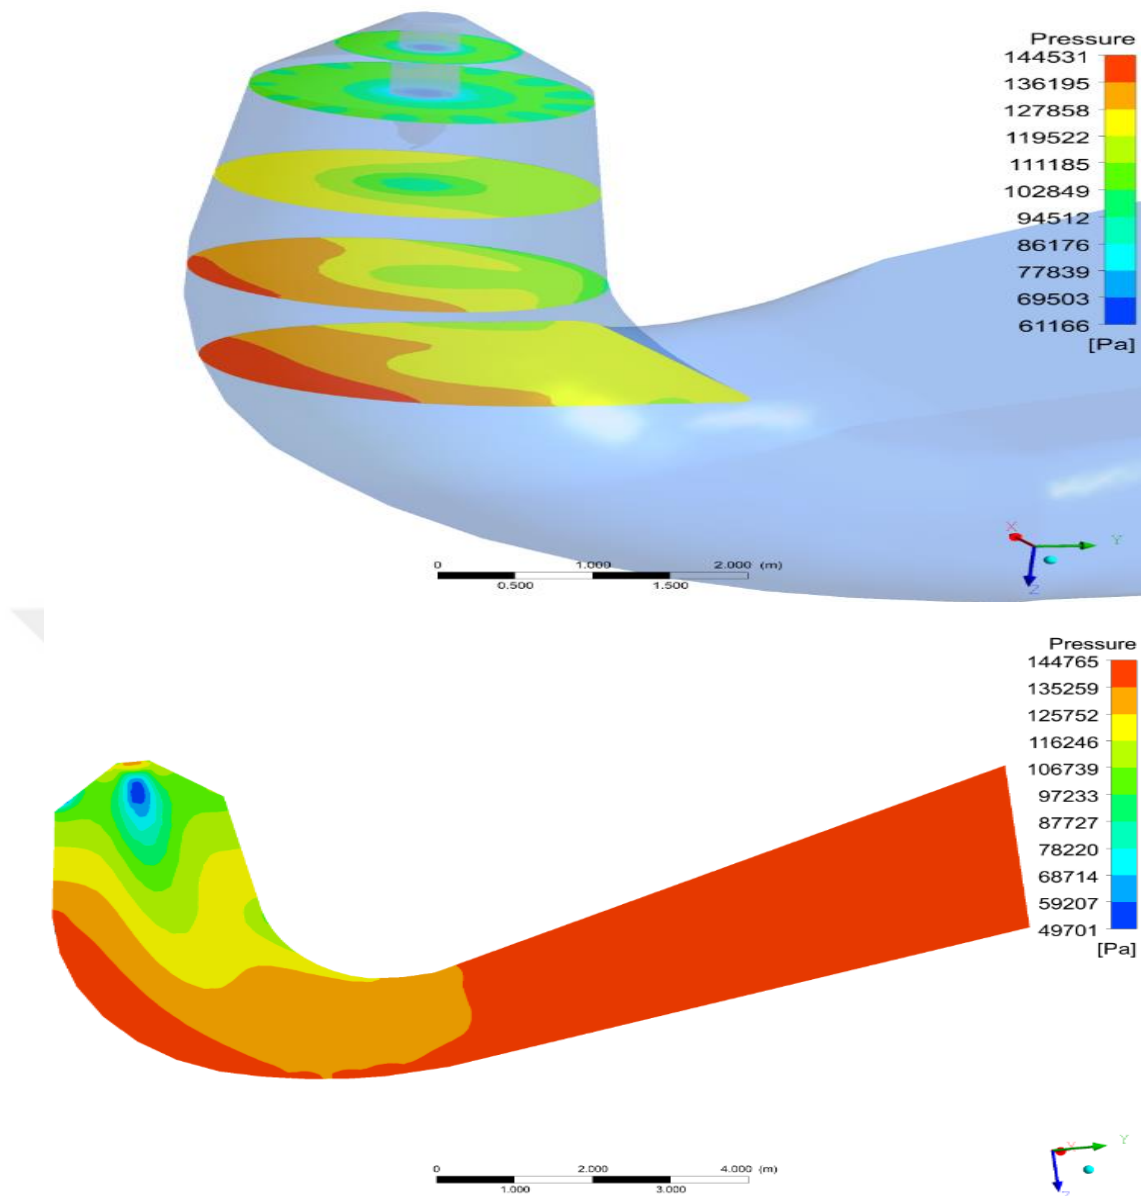 Pressure
144531
136195
127858
119522
111185
102849
94512
86176
77839
69503
61166
[Pa]
X
Y
Z
0 1.000 2.000 (m)
0.500 1.500
Pressure
144765
135259
125752
116246
106739
97233
87727
78220
68714
59207
49701
[Pa]
X
Y
Z
0 2.000 4.000 (m)
1.000 3.000